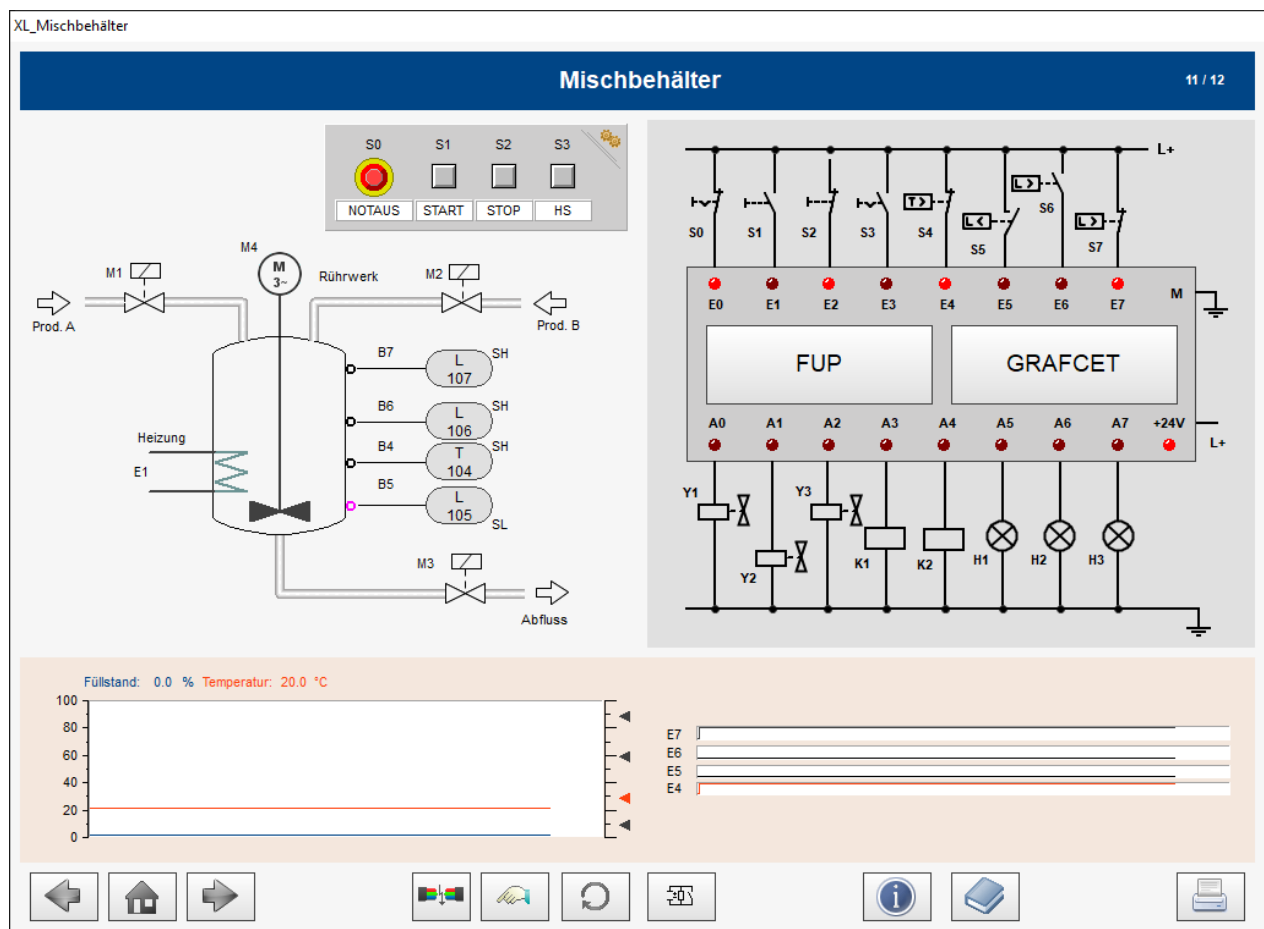 XL_Mischbehälter
Mischbehälter
11 / 12
S0 S1 S2 S3
NOTAUS START STOP HS
M4
M
3~
Rührwerk
M1
M2
Prod. A
Prod. B
B7 L 107 SH
B6 L 106 SH
B4 T 104 SH
B5 L 105 SL
Heizung
E1
M3
Abfluss
L+
L>
S6
T>
L<
L>
S0 S1 S2 S3 S4 S5 S7
E0 E1 E2 E3 E4 E5 E6 E7 M
FUP GRAFCET
A0 A1 A2 A3 A4 A5 A6 A7 +24V
L+
Y1 Y3
Y2 K1 K2 H1 H2 H3
Füllstand: 0.0 % Temperatur: 20.0 °C
100
80
60
40
20
0
E7
E6
E5
E4
i